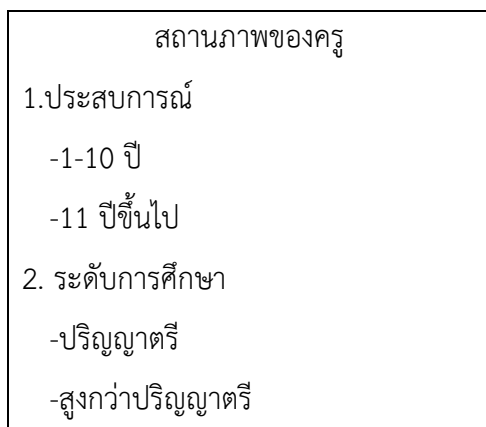 สถานภาพของครู
1.ประสบการณ์
-1-10 ปี
-11 ปีขึ้นไป
2. ระดับการศึกษา
-ปริญญาตรี
-สูงกว่าปริญญาตรี